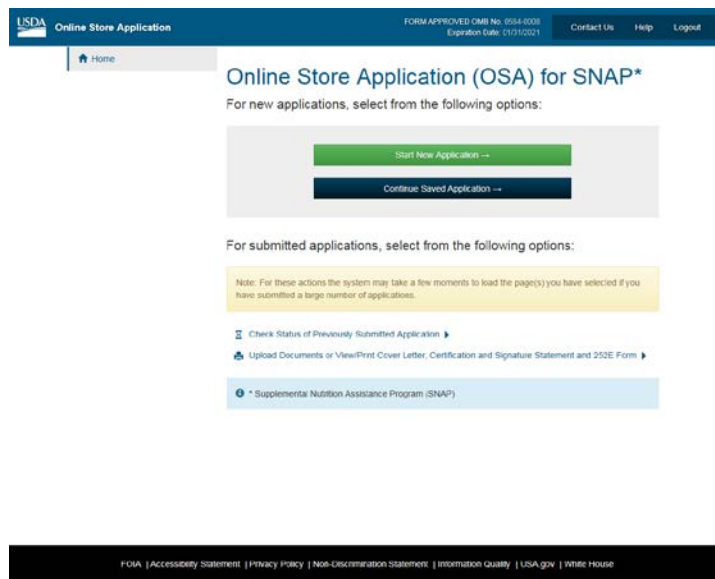 USDA
Online Store Application
FORM APPROVED OMB No. 0584-0008
Expiration Date: 01/31/2021
Contact Us
Help
Logout
Home
Online Store Application (OSA) for SNAP*
For new applications, select from the following options:
Start New Application →
Continue Saved Application →
For submitted applications, select from the following options:
Note: For these actions the system may take a few moments to load the page(s) you have selected if you
have submitted a large number of applications.
Check Status of Previously Submitted Application
Upload Documents or View/Print Cover Letter, Certification and Signature Statement and 252E Form
* Supplemental Nutrition Assistance Program (SNAP)
FOIA | Accessibility Statement | Privacy Policy | Non-Discrimination Statement | Information Quality | USA.gov | White House